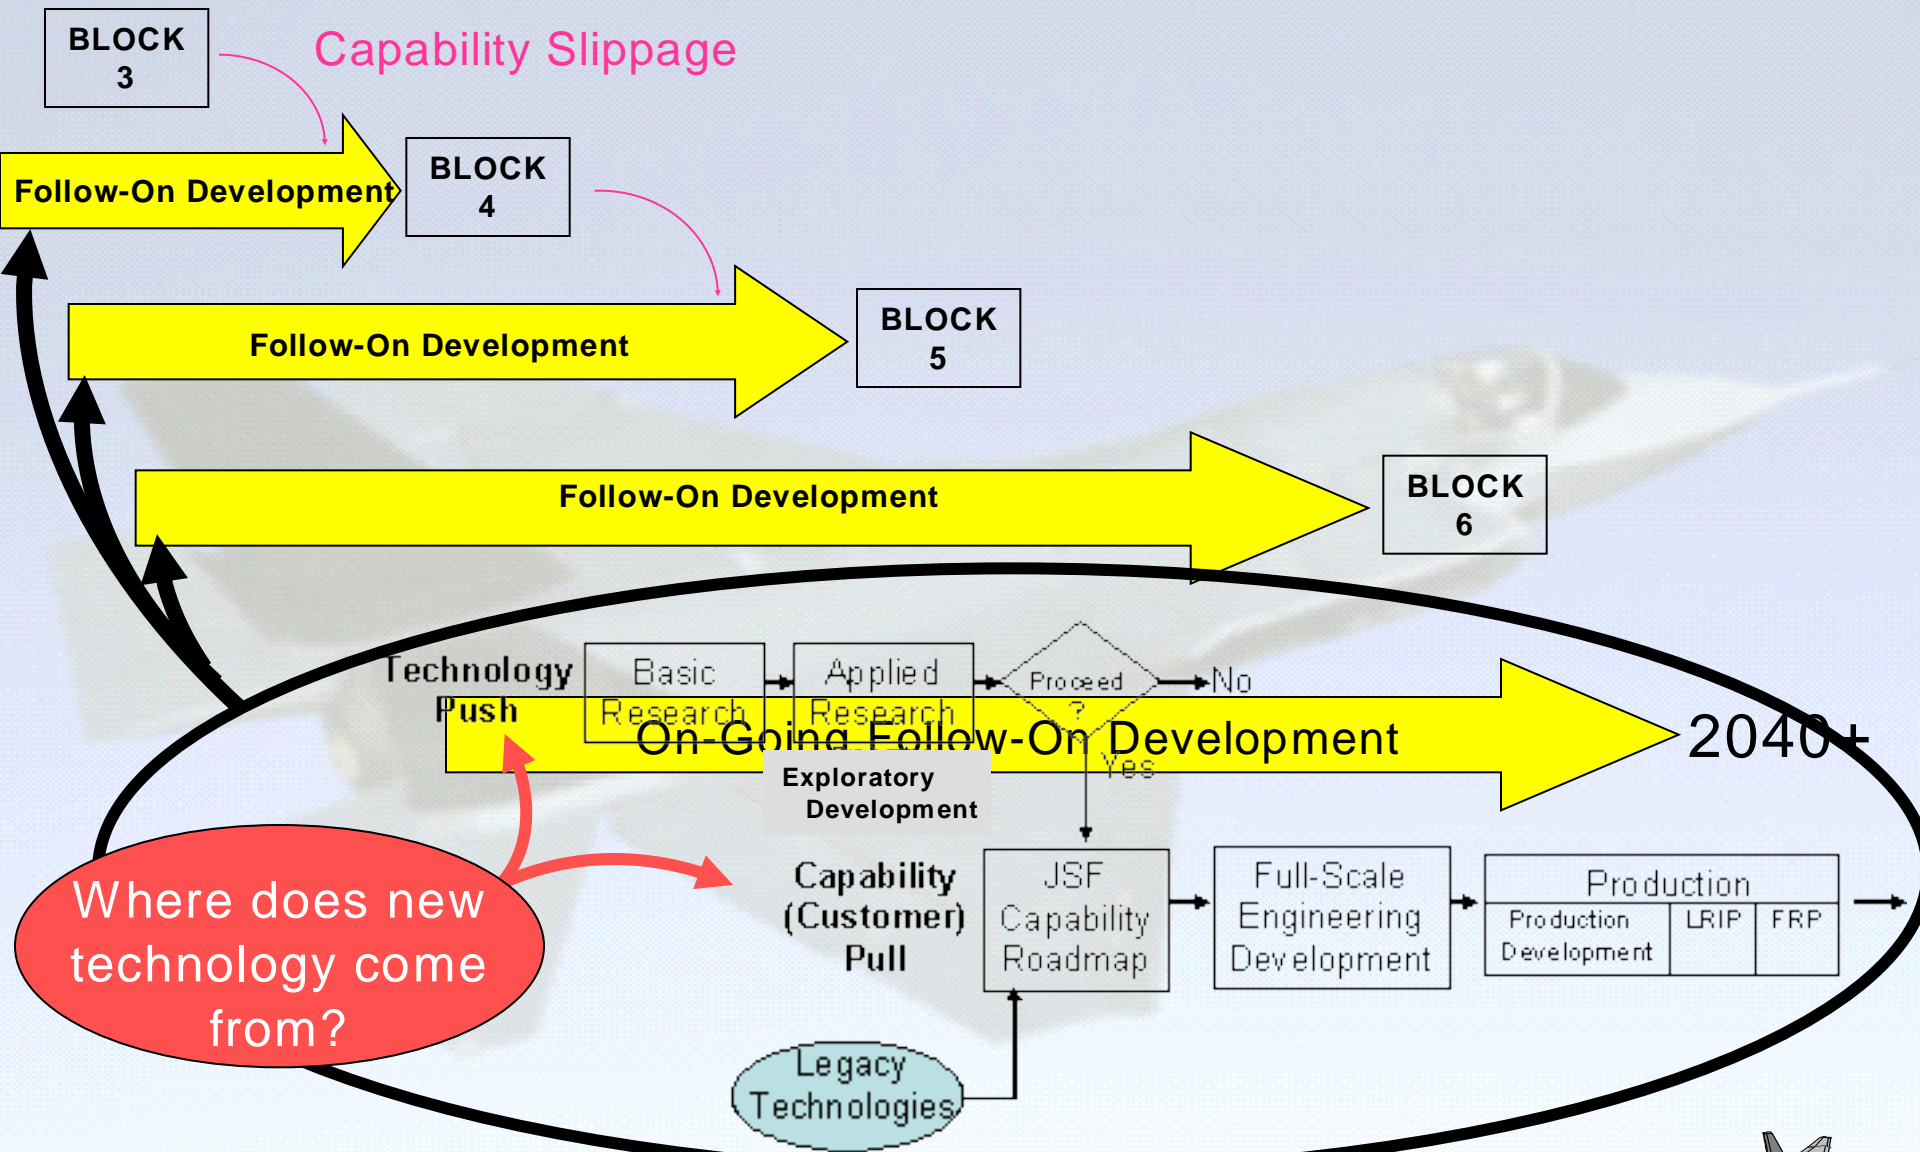 BLOCK
3
Capability Slippage
Follow-On Development
BLOCK
4
Follow-On Development
BLOCK
5
Follow-On Development
BLOCK
6
Technology
Push
Basic
Research
Applied
Research
Proceed
?
No
Yes
On-Going Follow-On Development
2040+
Exploratory
Development
Where does new
technology come
from?
Capability
(Customer)
Pull
JSF
Capability
Roadmap
Full-Scale
Engineering
Development
Production
Production
Development
LRIP
FRP
Legacy
Technologies